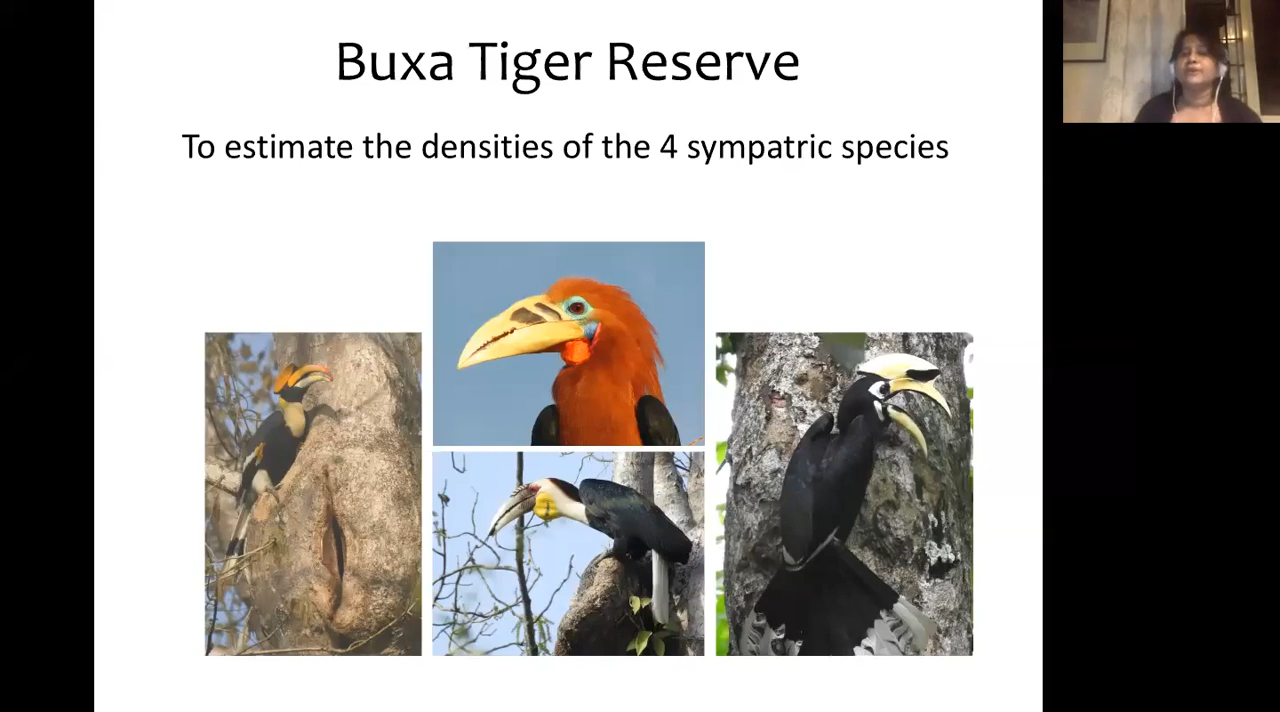 Buxa Tiger Reserve
To estimate the densities of the 4 sympatric species